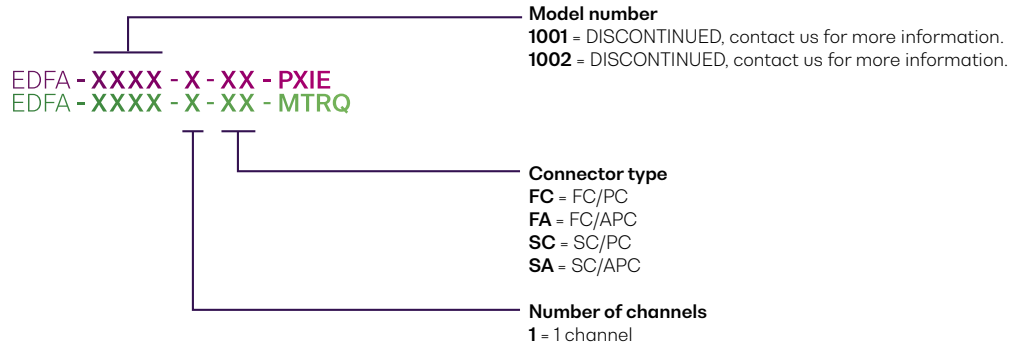 Model number
1001 = DISCONTINUED, contact us for more information.
1002 = DISCONTINUED, contact us for more information.
EDFA - XXXX - X - XX - PXIE
EDFA - XXXX - X - XX - MTRQ
Connector type
FC = FC/PC
FA = FC/APC
SC = SC/PC
SA = SC/APC
Number of channels
1 = 1 channel